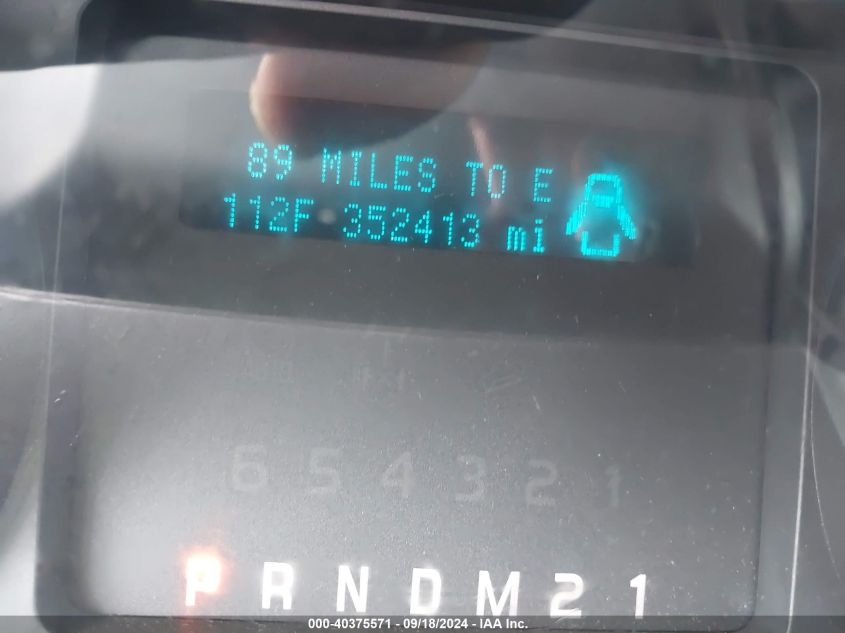 89 MILES TO E
112F 352413 mi
6 5 4 3 2 1
P R N D M 2 1
000-40375571 - 09/18/2024 - IAA Inc.